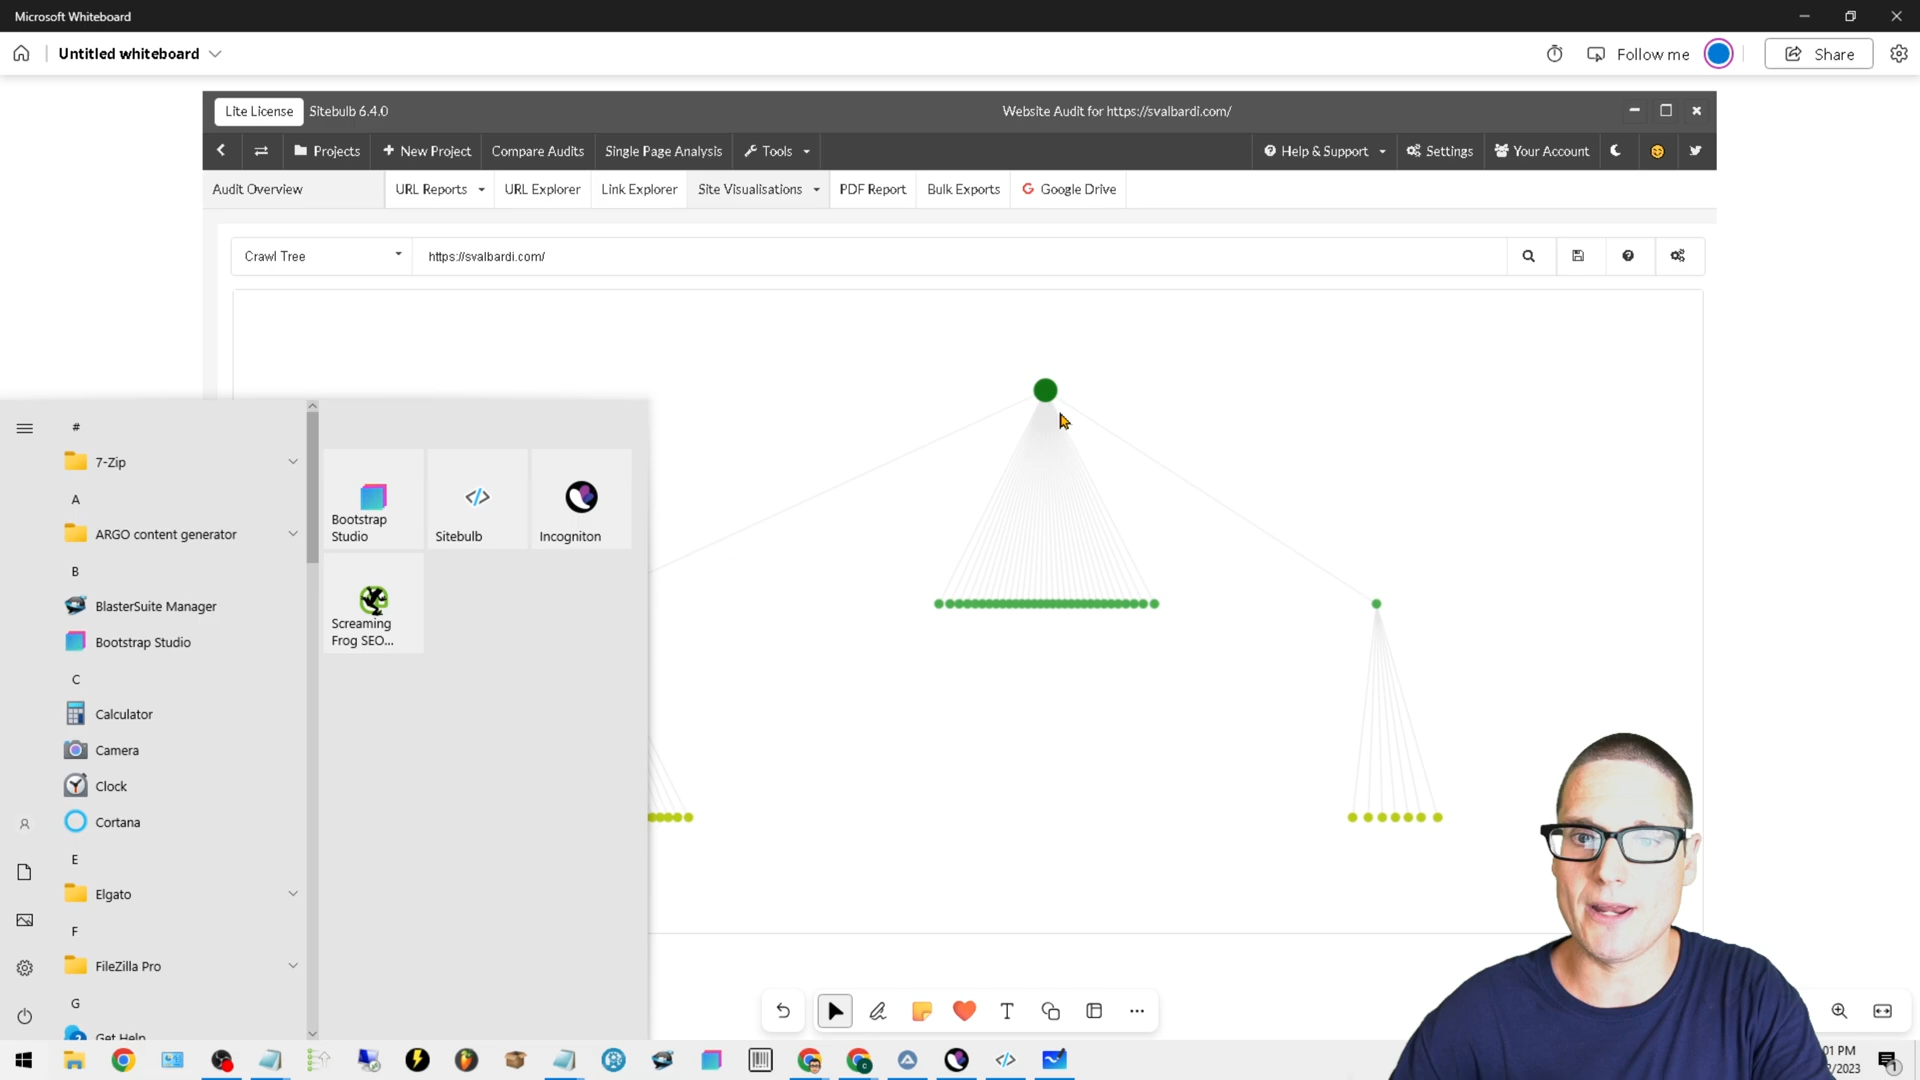 Microsoft Whiteboard
Untitled whiteboard
Follow me
Share
Lite License
Sitebulb 6.4.0
Website Audit for https://svalbardi.com/
Projects
New Project
Compare Audits
Single Page Analysis
Tools
Help & Support
Settings
Your Account
Audit Overview
URL Reports
URL Explorer
Link Explorer
Site Visualisations
PDF Report
Bulk Exports
Google Drive
Crawl Tree
https://svalbardi.com/
#
7-Zip
A
ARGO content generator
B
BlasterSuite Manager
Bootstrap Studio
C
Calculator
Camera
Clock
Cortana
E
Elgato
F
FileZilla Pro
G
Get Help
Bootstrap
Studio
Sitebulb
Incogniton
Screaming
Frog SEO...
T
01 PM
/2023
1